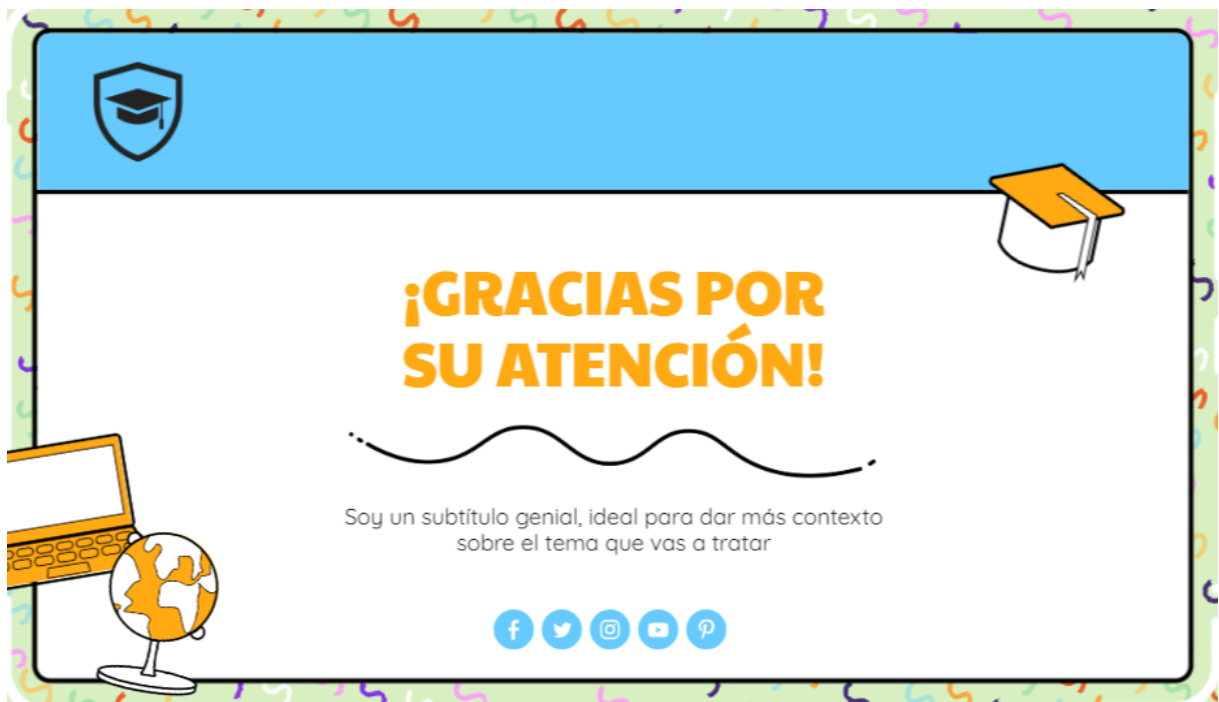 ¡GRACIAS POR
SU ATENCIÓN!
Soy un subtítulo genial, ideal para dar más contexto
sobre el tema que vas a tratar